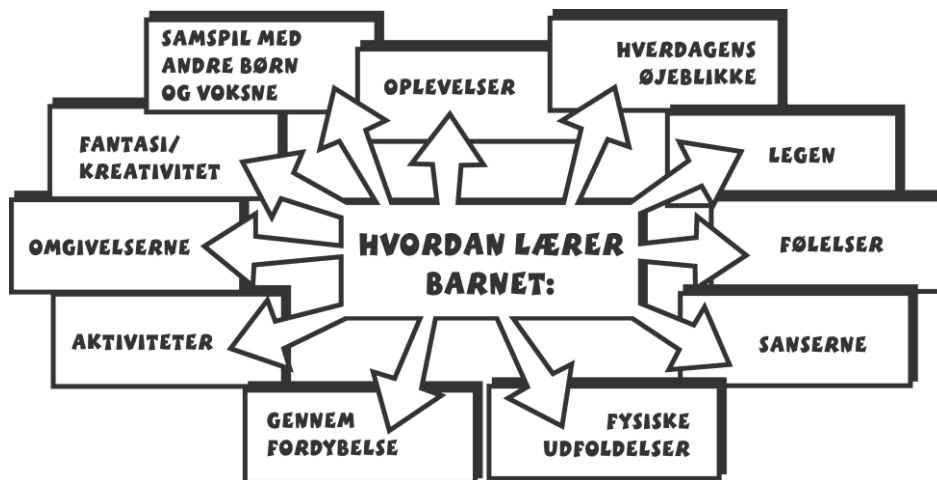 SAMSPIL MED
ANDRE BØRN
OG VOKSNE
OPLEVELSER
HVERDAGENS
ØJEBLIKKE
FANTASI/
KREATIVITET
LEGEN
OMGIVELSERNE
HVORDAN LÆRER
BARNET:
FØLELSER
AKTIVITETER
SANSERNE
GENNEM
FORDYBELSE
FYSISKE
UDFOLDELSER